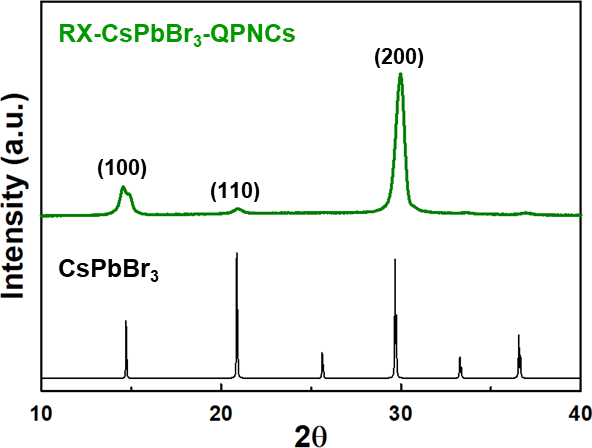 RX-CsPbBr₃-QPNCs
(200)
(100)
(110)
CsPbBr₃
Intensity (a.u.)
10 20 30 40
2θ